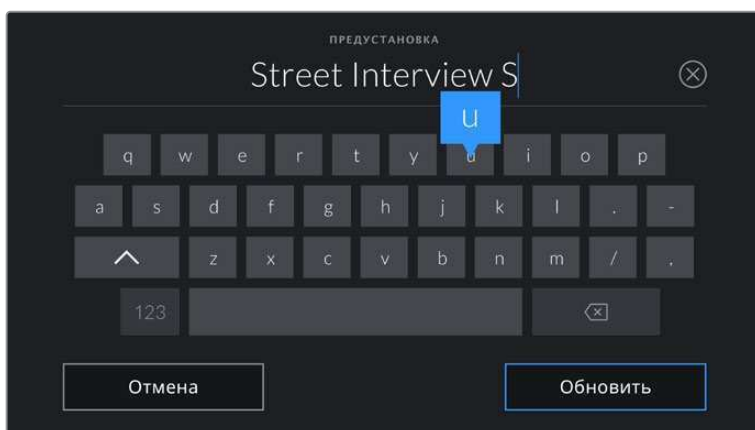 ПРЕДУСТАНОВКА
Street Interview S
u
q w e r t y u i o p
a s d f g h j k l . -
z x c v b n m / ,
123
Отмена Обновить